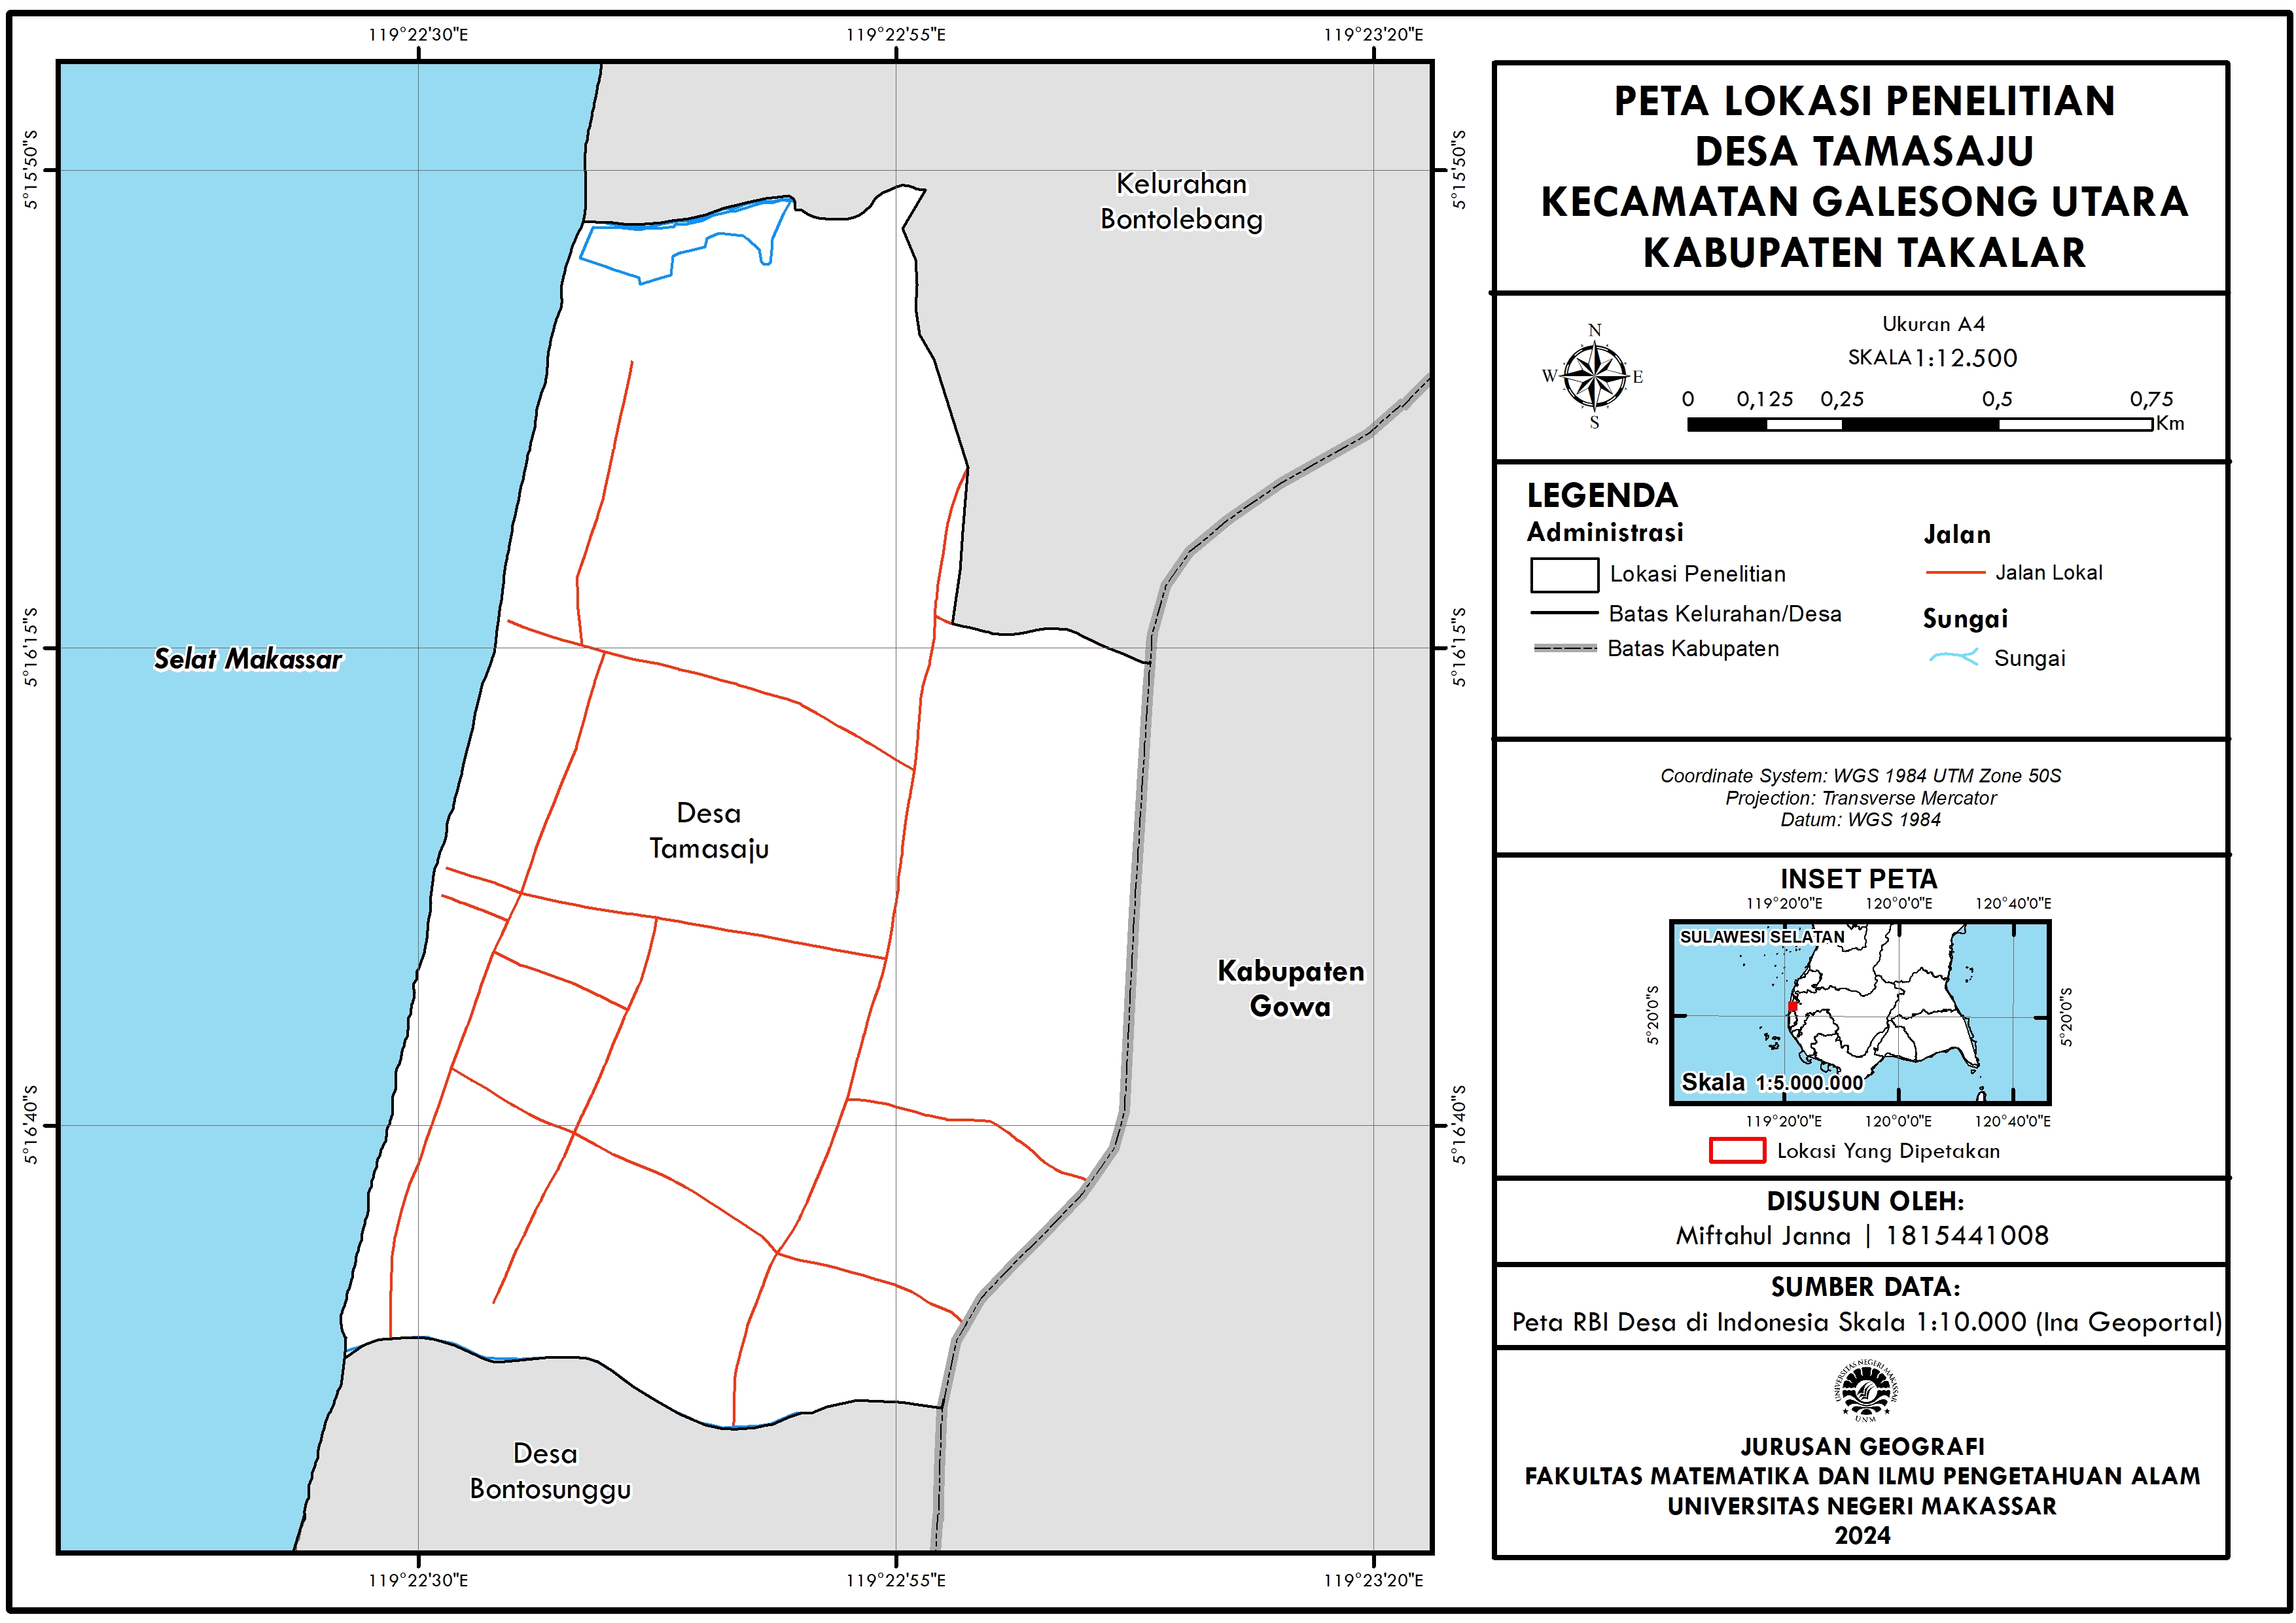 119°22'30"E
119°22'55"E
119°23'20"E
5°15'50"S
5°15'50"S
Kelurahan
Bontolebang
5°16'15"S
5°16'15"S
Selat Makassar
Desa
Tamasaju
Kabupaten
Gowa
5°16'40"S
5°16'40"S
Desa
Bontosunggu
119°22'30"E
119°22'55"E
119°23'20"E
PETA LOKASI PENELITIAN
DESA TAMASAJU
KECAMATAN GALESONG UTARA
KABUPATEN TAKALAR
N
W
E
S
Ukuran A4
SKALA 1:12.500
0 0,125 0,25 0,5 0,75
Km
LEGENDA
Administrasi
Lokasi Penelitian
Batas Kelurahan/Desa
Batas Kabupaten
Jalan
Jalan Lokal
Sungai
Sungai
Coordinate System: WGS 1984 UTM Zone 50S
Projection: Transverse Mercator
Datum: WGS 1984
INSET PETA
119°20'0"E 120°0'0"E 120°40'0"E
SULAWESI SELATAN
5°20'0"S
5°20'0"S
Skala 1:5.000.000
119°20'0"E 120°0'0"E 120°40'0"E
Lokasi Yang Dipetakan
DISUSUN OLEH:
Miftahul Janna | 1815441008
SUMBER DATA:
Peta RBI Desa di Indonesia Skala 1:10.000 (Ina Geoportal)
UNIVERSITAS NEGERI MAKASSAR
UNM
JURUSAN GEOGRAFI
FAKULTAS MATEMATIKA DAN ILMU PENGETAHUAN ALAM
UNIVERSITAS NEGERI MAKASSAR
2024